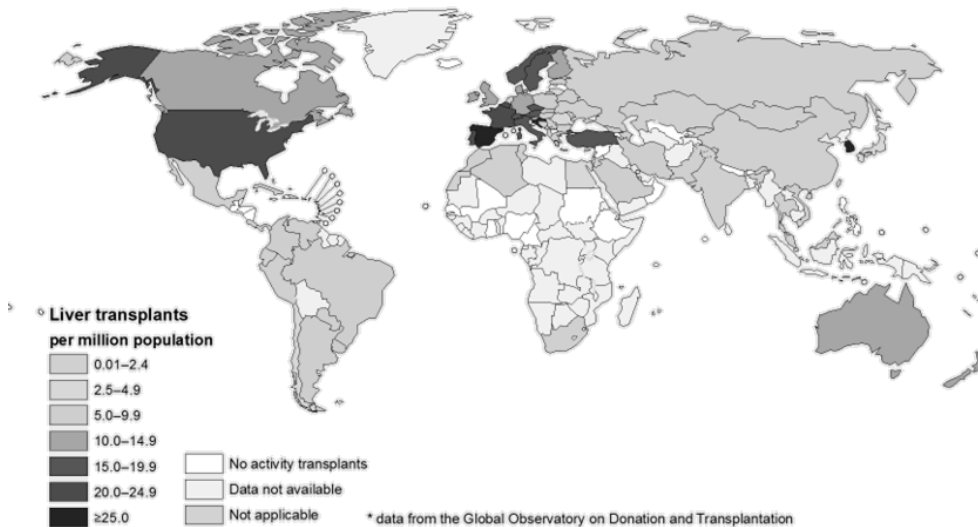 Liver transplants
per million population
0.01–2.4
2.5–4.9
5.0–9.9
10.0–14.9
15.0–19.9
20.0–24.9
≥25.0
No activity transplants
Data not available
Not applicable
* data from the Global Observatory on Donation and Transplantation